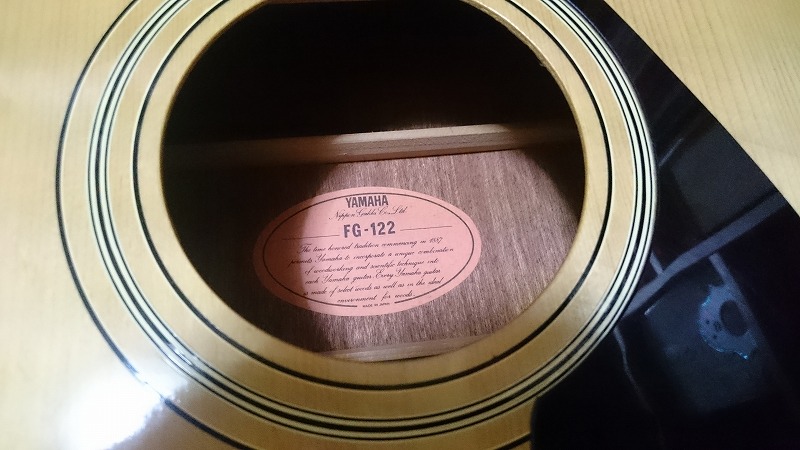 YAMAHA
Nippon Gakki Co., Ltd.
FG-122
The time honored tradition commencing in 1887
permits Yamaha to incorporate a unique combination
of woodworking and scientific technique into
each Yamaha guitar. Every Yamaha guitar
is made of select woods as well as in the ideal
environment for woods.
MADE IN JAPAN